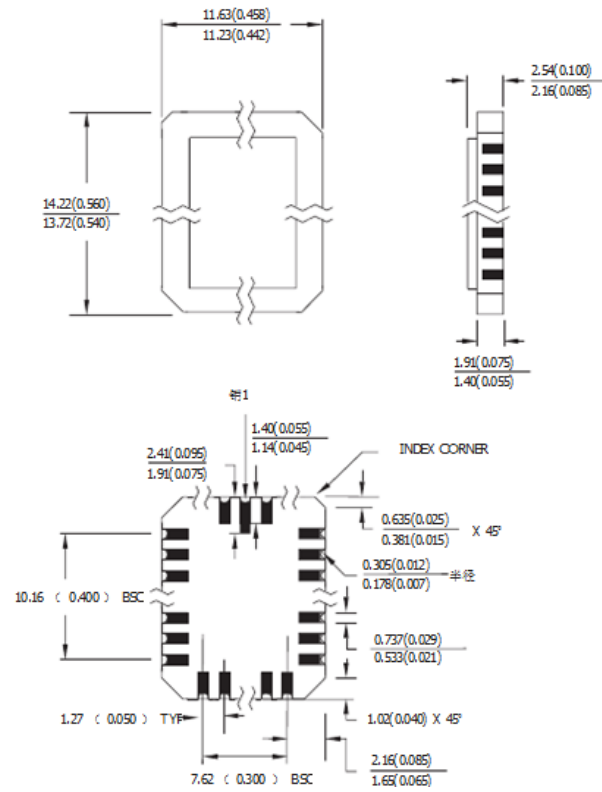 11.63(0.458)
11.23(0.442)
2.54(0.100)
2.16(0.085)
14.22(0.560)
13.72(0.540)
1.91(0.075)
1.40(0.055)
销1
1.40(0.055)
1.14(0.045)
2.41(0.095)
1.91(0.075)
INDEX CORNER
0.635(0.025)
0.381(0.015)
X 45°
0.305(0.012)
0.178(0.007)
半径
10.16 ( 0.400 ) BSC
0.737(0.029)
0.533(0.021)
1.27 ( 0.050 ) TYP
1.02(0.040) X 45°
7.62 ( 0.300 ) BSC
2.16(0.085)
1.65(0.065)